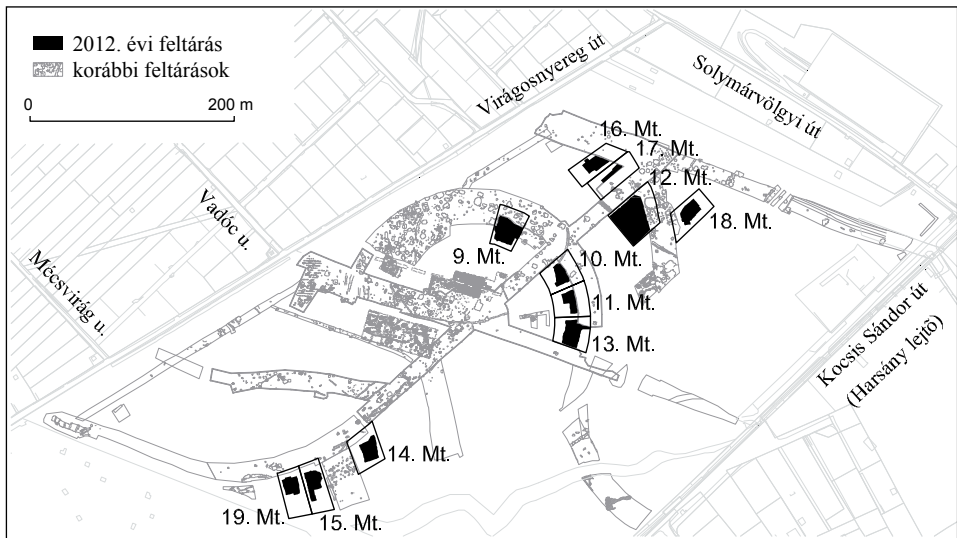 2012. évi feltárás
korábbi feltárások
0 200 m
Virágosnyereg út
Solymárvölgyi út
Vadóc u.
Mécsvirág u.
16. Mt.
17. Mt.
12. Mt.
18. Mt.
9. Mt.
10. Mt.
11. Mt.
13. Mt.
Kocsis Sándor út
(Harsány lejtő)
14. Mt.
19. Mt.
15. Mt.